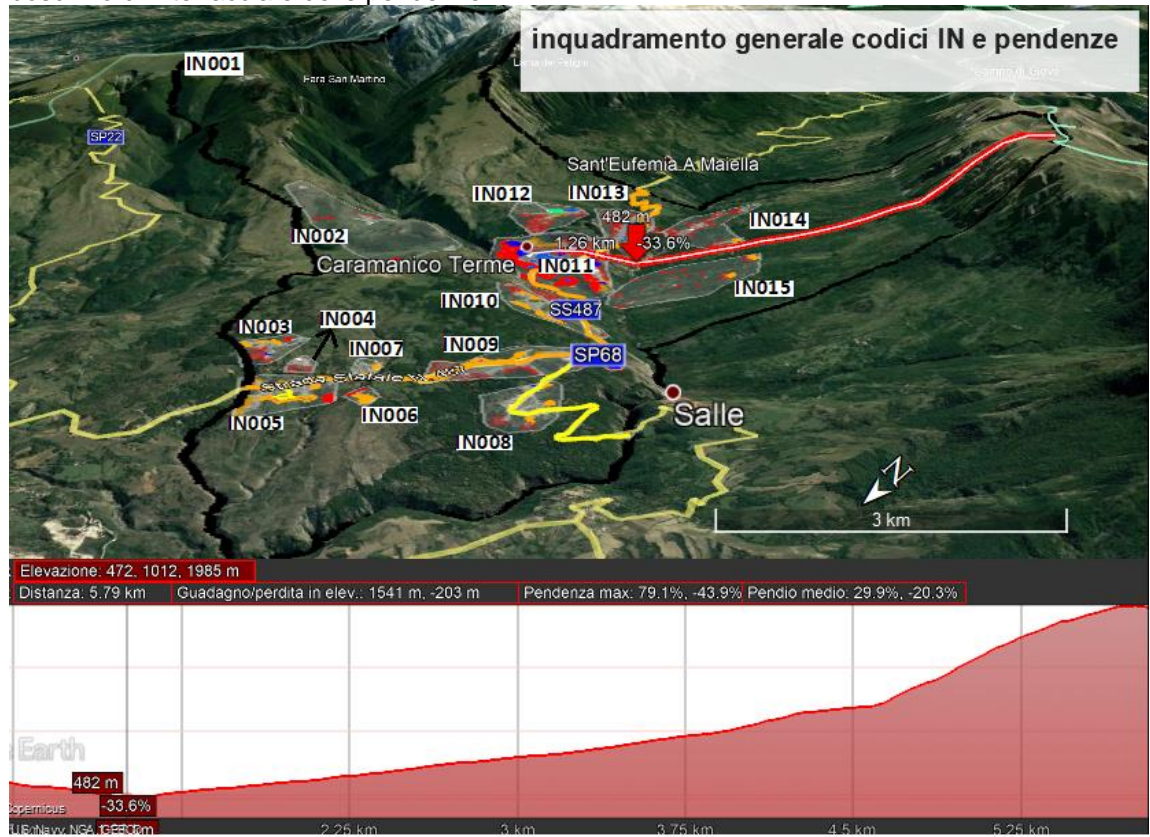 inquadramento generale codici IN e pendenze
IN001
Fara San Martino
SP22
Sant'Eufemia A Maiella
IN012
IN013
482 m
IN014
IN002
1,26 km
-33,6%
Caramanico Terme
IN011
IN015
IN010
SS487
IN003
IN004
IN007
IN009
SP68
Strada Statale
IN005
IN006
IN008
Salle
N
3 km
Elevazione: 472, 1012, 1985 m
Distanza: 5.79 km
Guadagno/perdita in elev.: 1541 m, -203 m
Pendenza max: 79.1%, -43.9%
Pendio medio: 29.9%, -20.3%
Earth
482 m
-33.6%
2.25 km
3 km
3.75 km
4.5 km
5.25 km